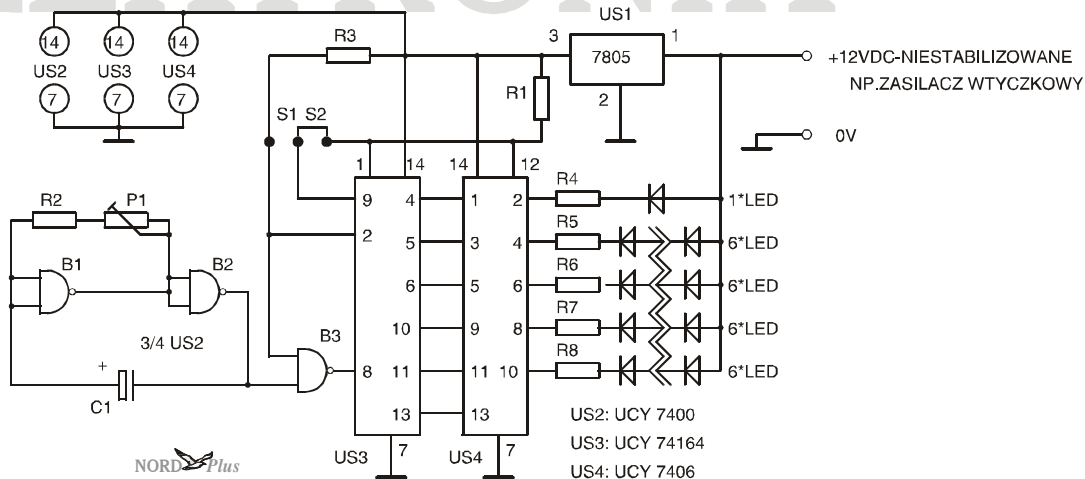 ELEKTRONIK
US1
3 7805 1
2
+12VDC-NIESTABILIZOWANE
NP.ZASILACZ WTYCZKOWY
0V
14 14 14
US2 US3 US4
7 7 7
R3
R1
S1 S2
1 14 14 12
9 4 1 2 R4 1*LED
2 5 3 4 R5 6*LED
6 5 6 R6 6*LED
10 9 8 R7 6*LED
8 11 11 10 R8 6*LED
13 13
R2 P1
B1 B2
3/4 US2
B3
+
C1
US3 7 US4 7
US2: UCY 7400
US3: UCY 74164
US4: UCY 7406
NORD Plus